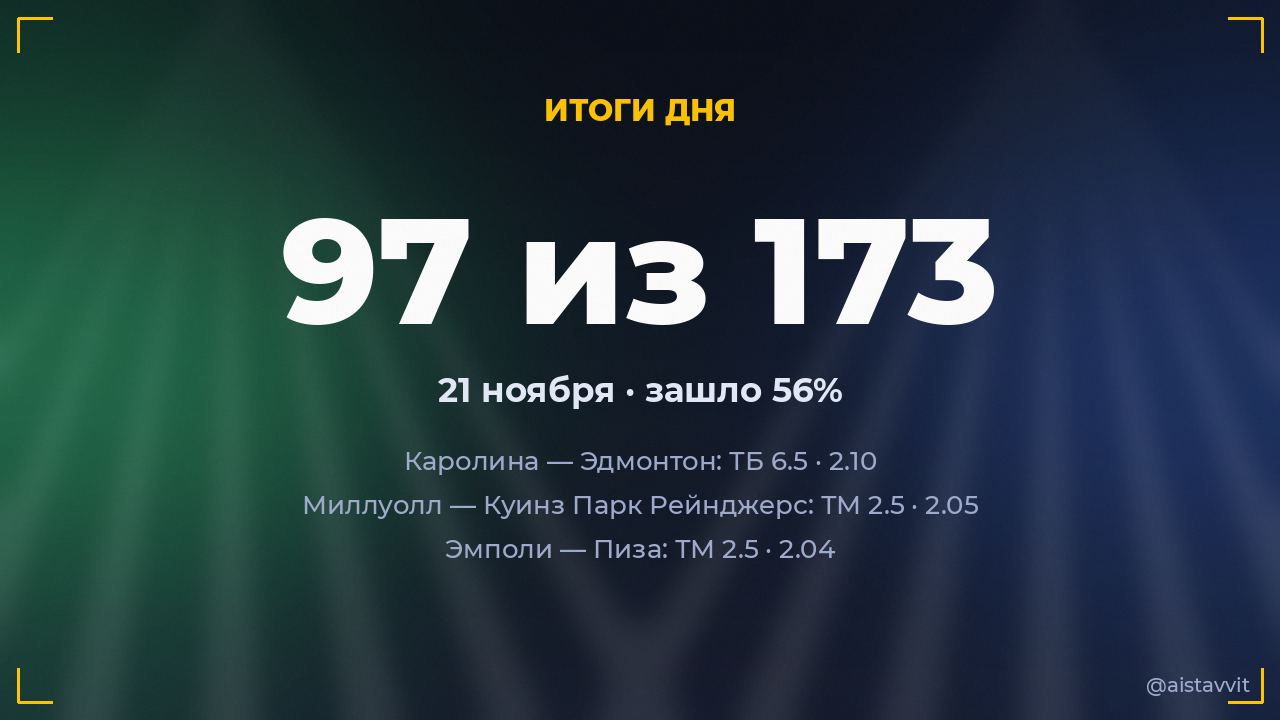 ИТОГИ ДНЯ
97 из 173
21 ноября · зашло 56%
Каролина — Эдмонтон: ТБ 6.5 · 2.10
Миллуолл — Куинз Парк Рейнджерс: ТМ 2.5 · 2.05
Эмполи — Пиза: ТМ 2.5 · 2.04
@aistavvit